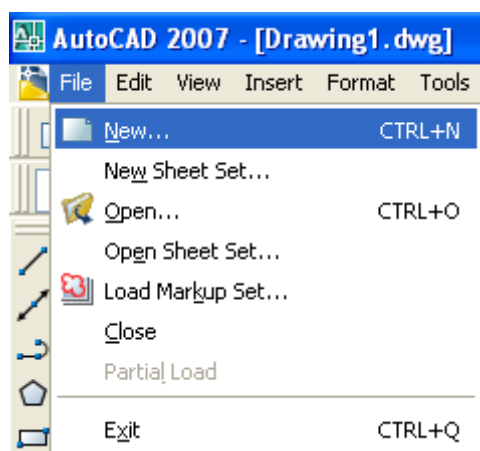 AutoCAD 2007 - [Drawing1.dwg]
File Edit View Insert Format Tools
New... CTRL+N
New Sheet Set...
Open... CTRL+O
Open Sheet Set...
Load Markup Set...
Close
Partial Load
Exit CTRL+Q